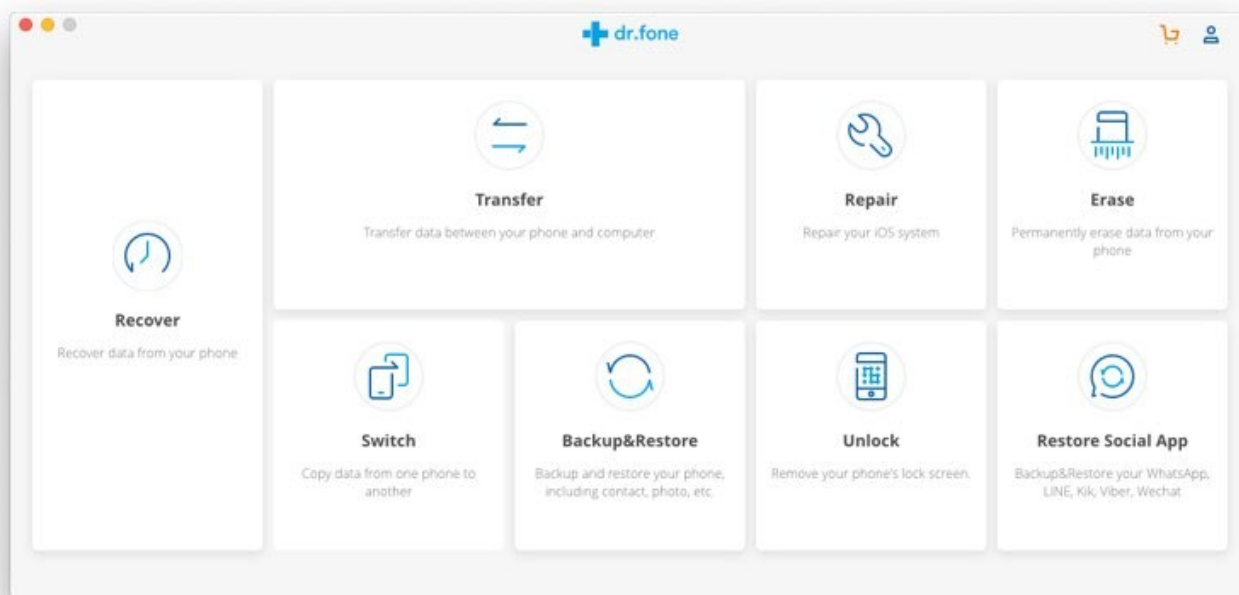 dr.fone
Recover
Recover data from your phone
Transfer
Transfer data between your phone and computer
Repair
Repair your iOS system
Erase
Permanently erase data from your
phone
Switch
Copy data from one phone to
another
Backup&Restore
Backup and restore your phone,
including contact, photo, etc.
Unlock
Remove your phone's lock screen.
Restore Social App
Backup&Restore your WhatsApp,
LINE, Kik, Viber, Wechat